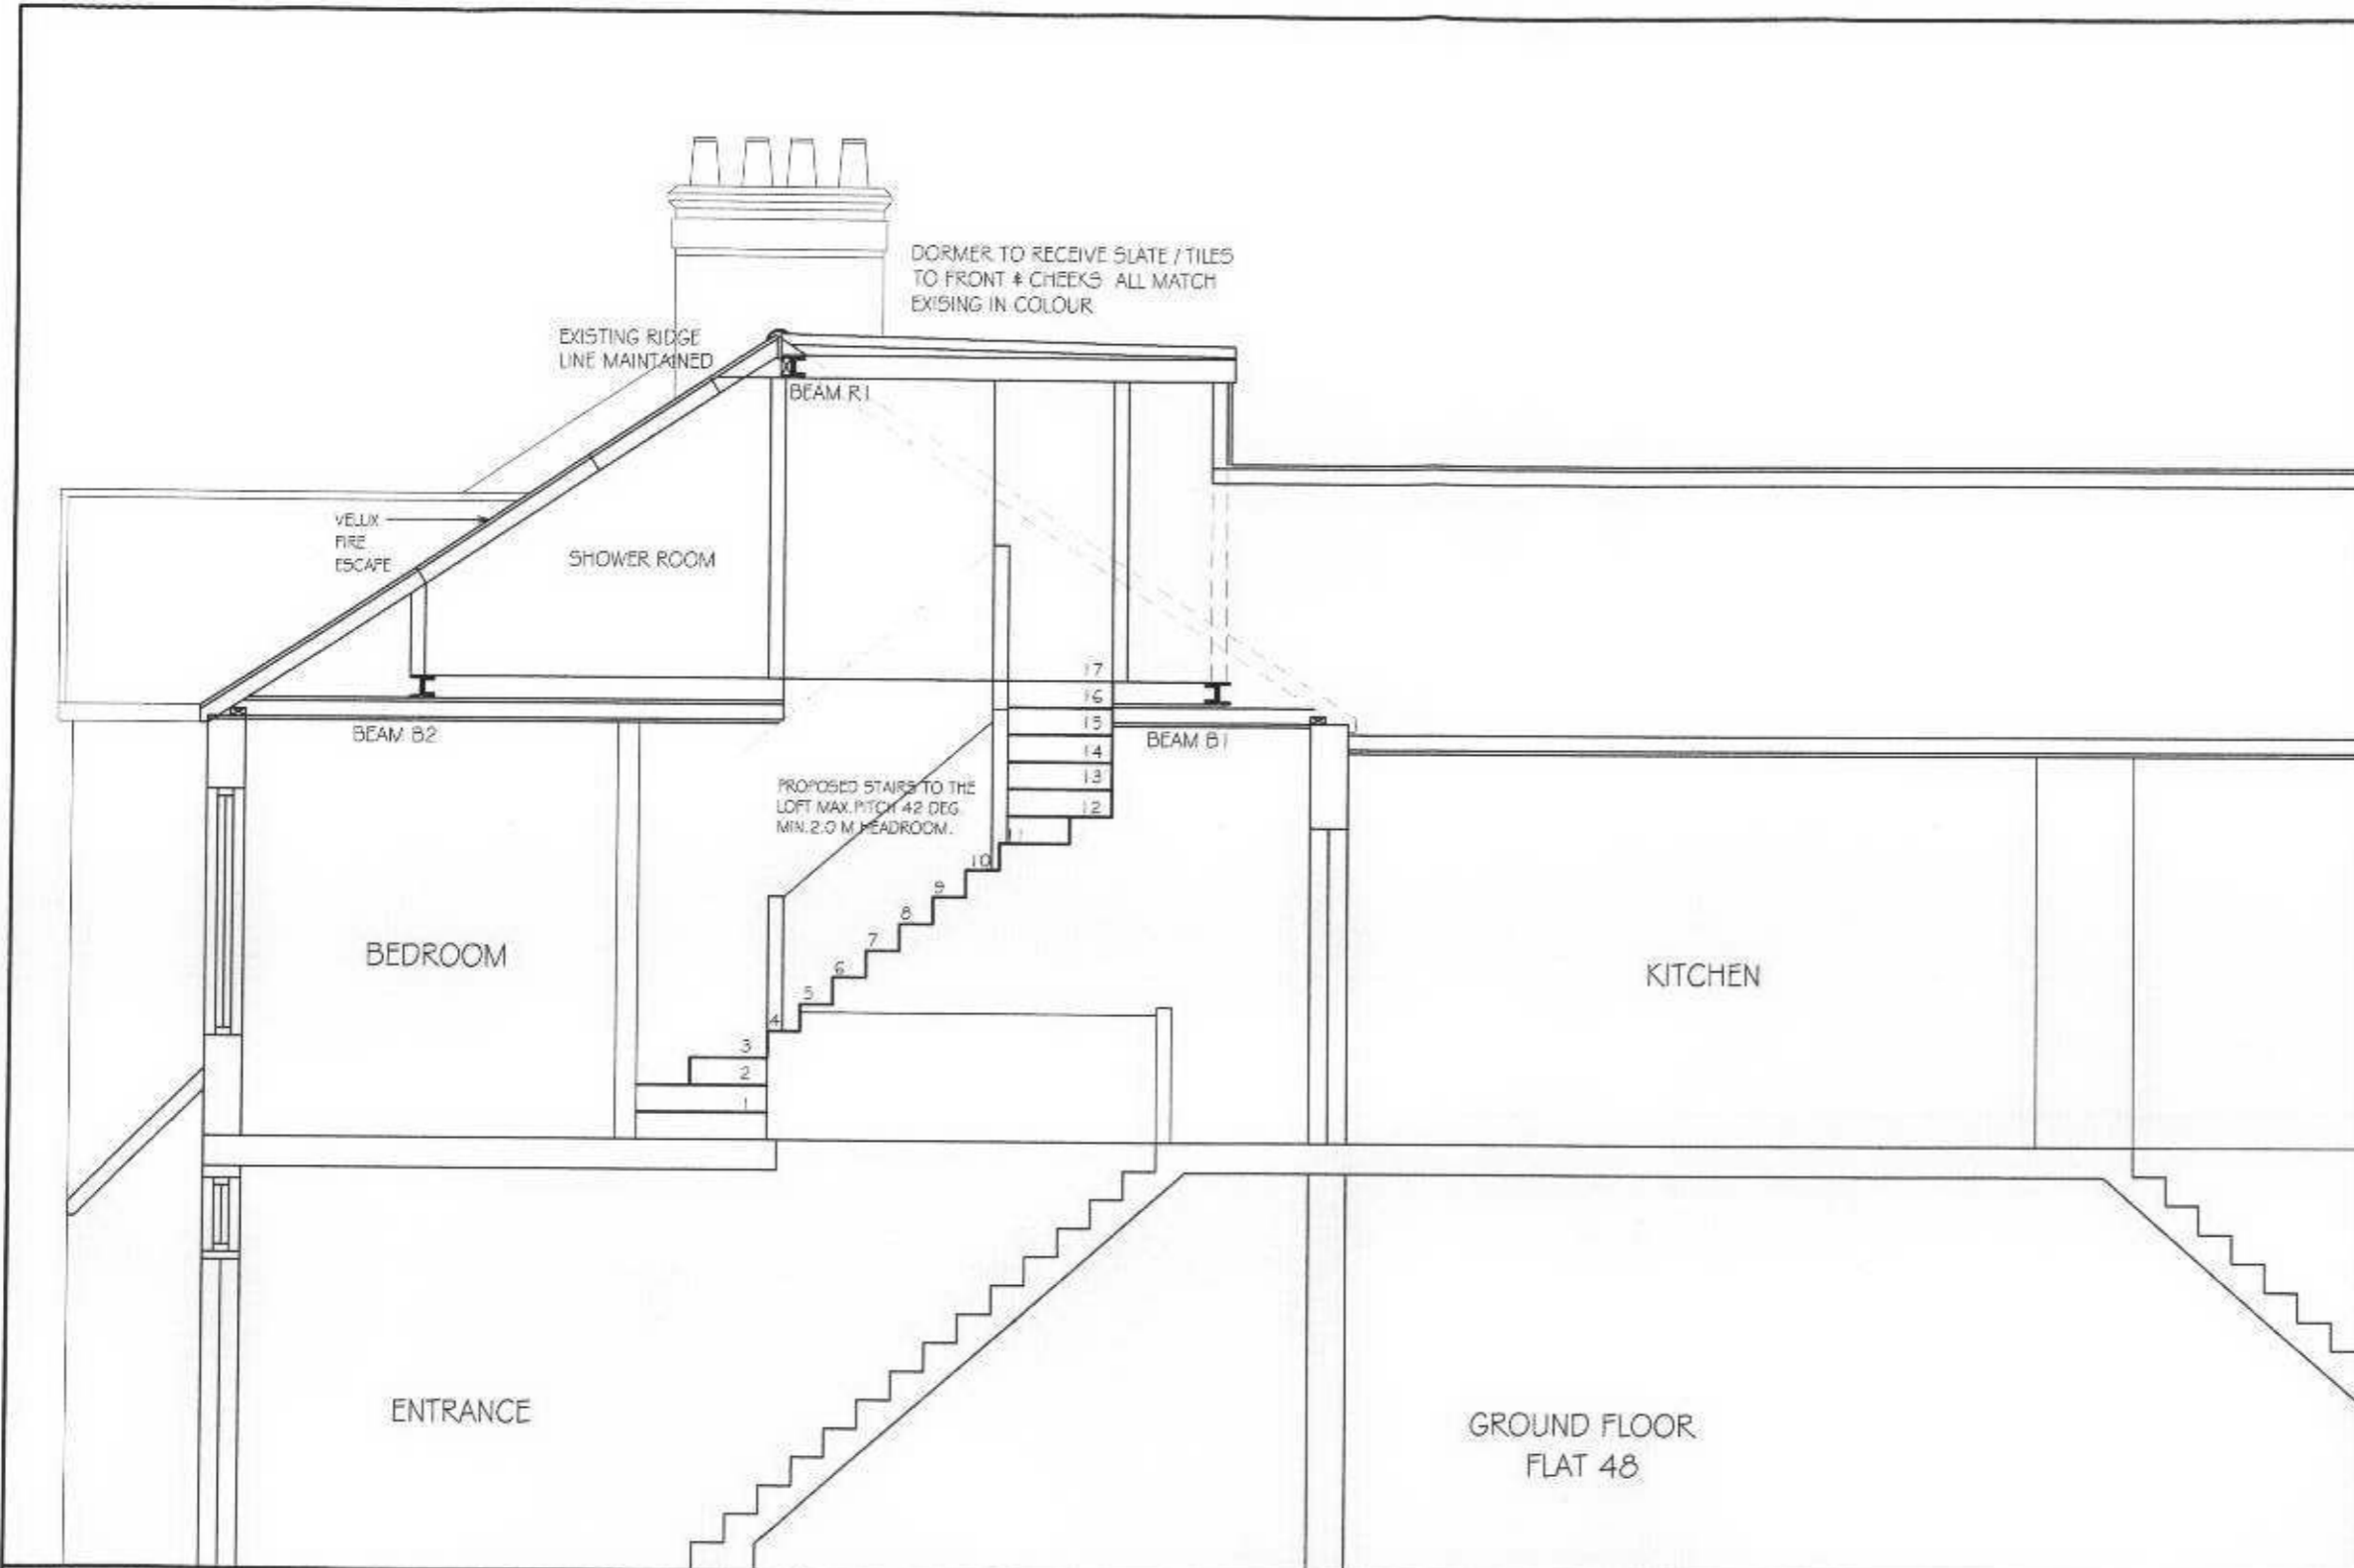 DORMER TO RECEIVE SLATE / TILES
TO FRONT & CHEEKS ALL MATCH
EXISING IN COLOUR
EXISTING RIDGE
LINE MAINTAINED
BEAM R1
VELUX
FIRE
ESCAPE
SHOWER ROOM
17
16
15
14
13
12
11
10
9
8
7
6
5
4
3
2
1
BEAM B2
BEAM B1
PROPOSED STAIRS TO THE
LOFT MAX.PITCH 42 DEG.
MIN.2.0 M HEADROOM.
BEDROOM
KITCHEN
ENTRANCE
GROUND FLOOR
FLAT 48